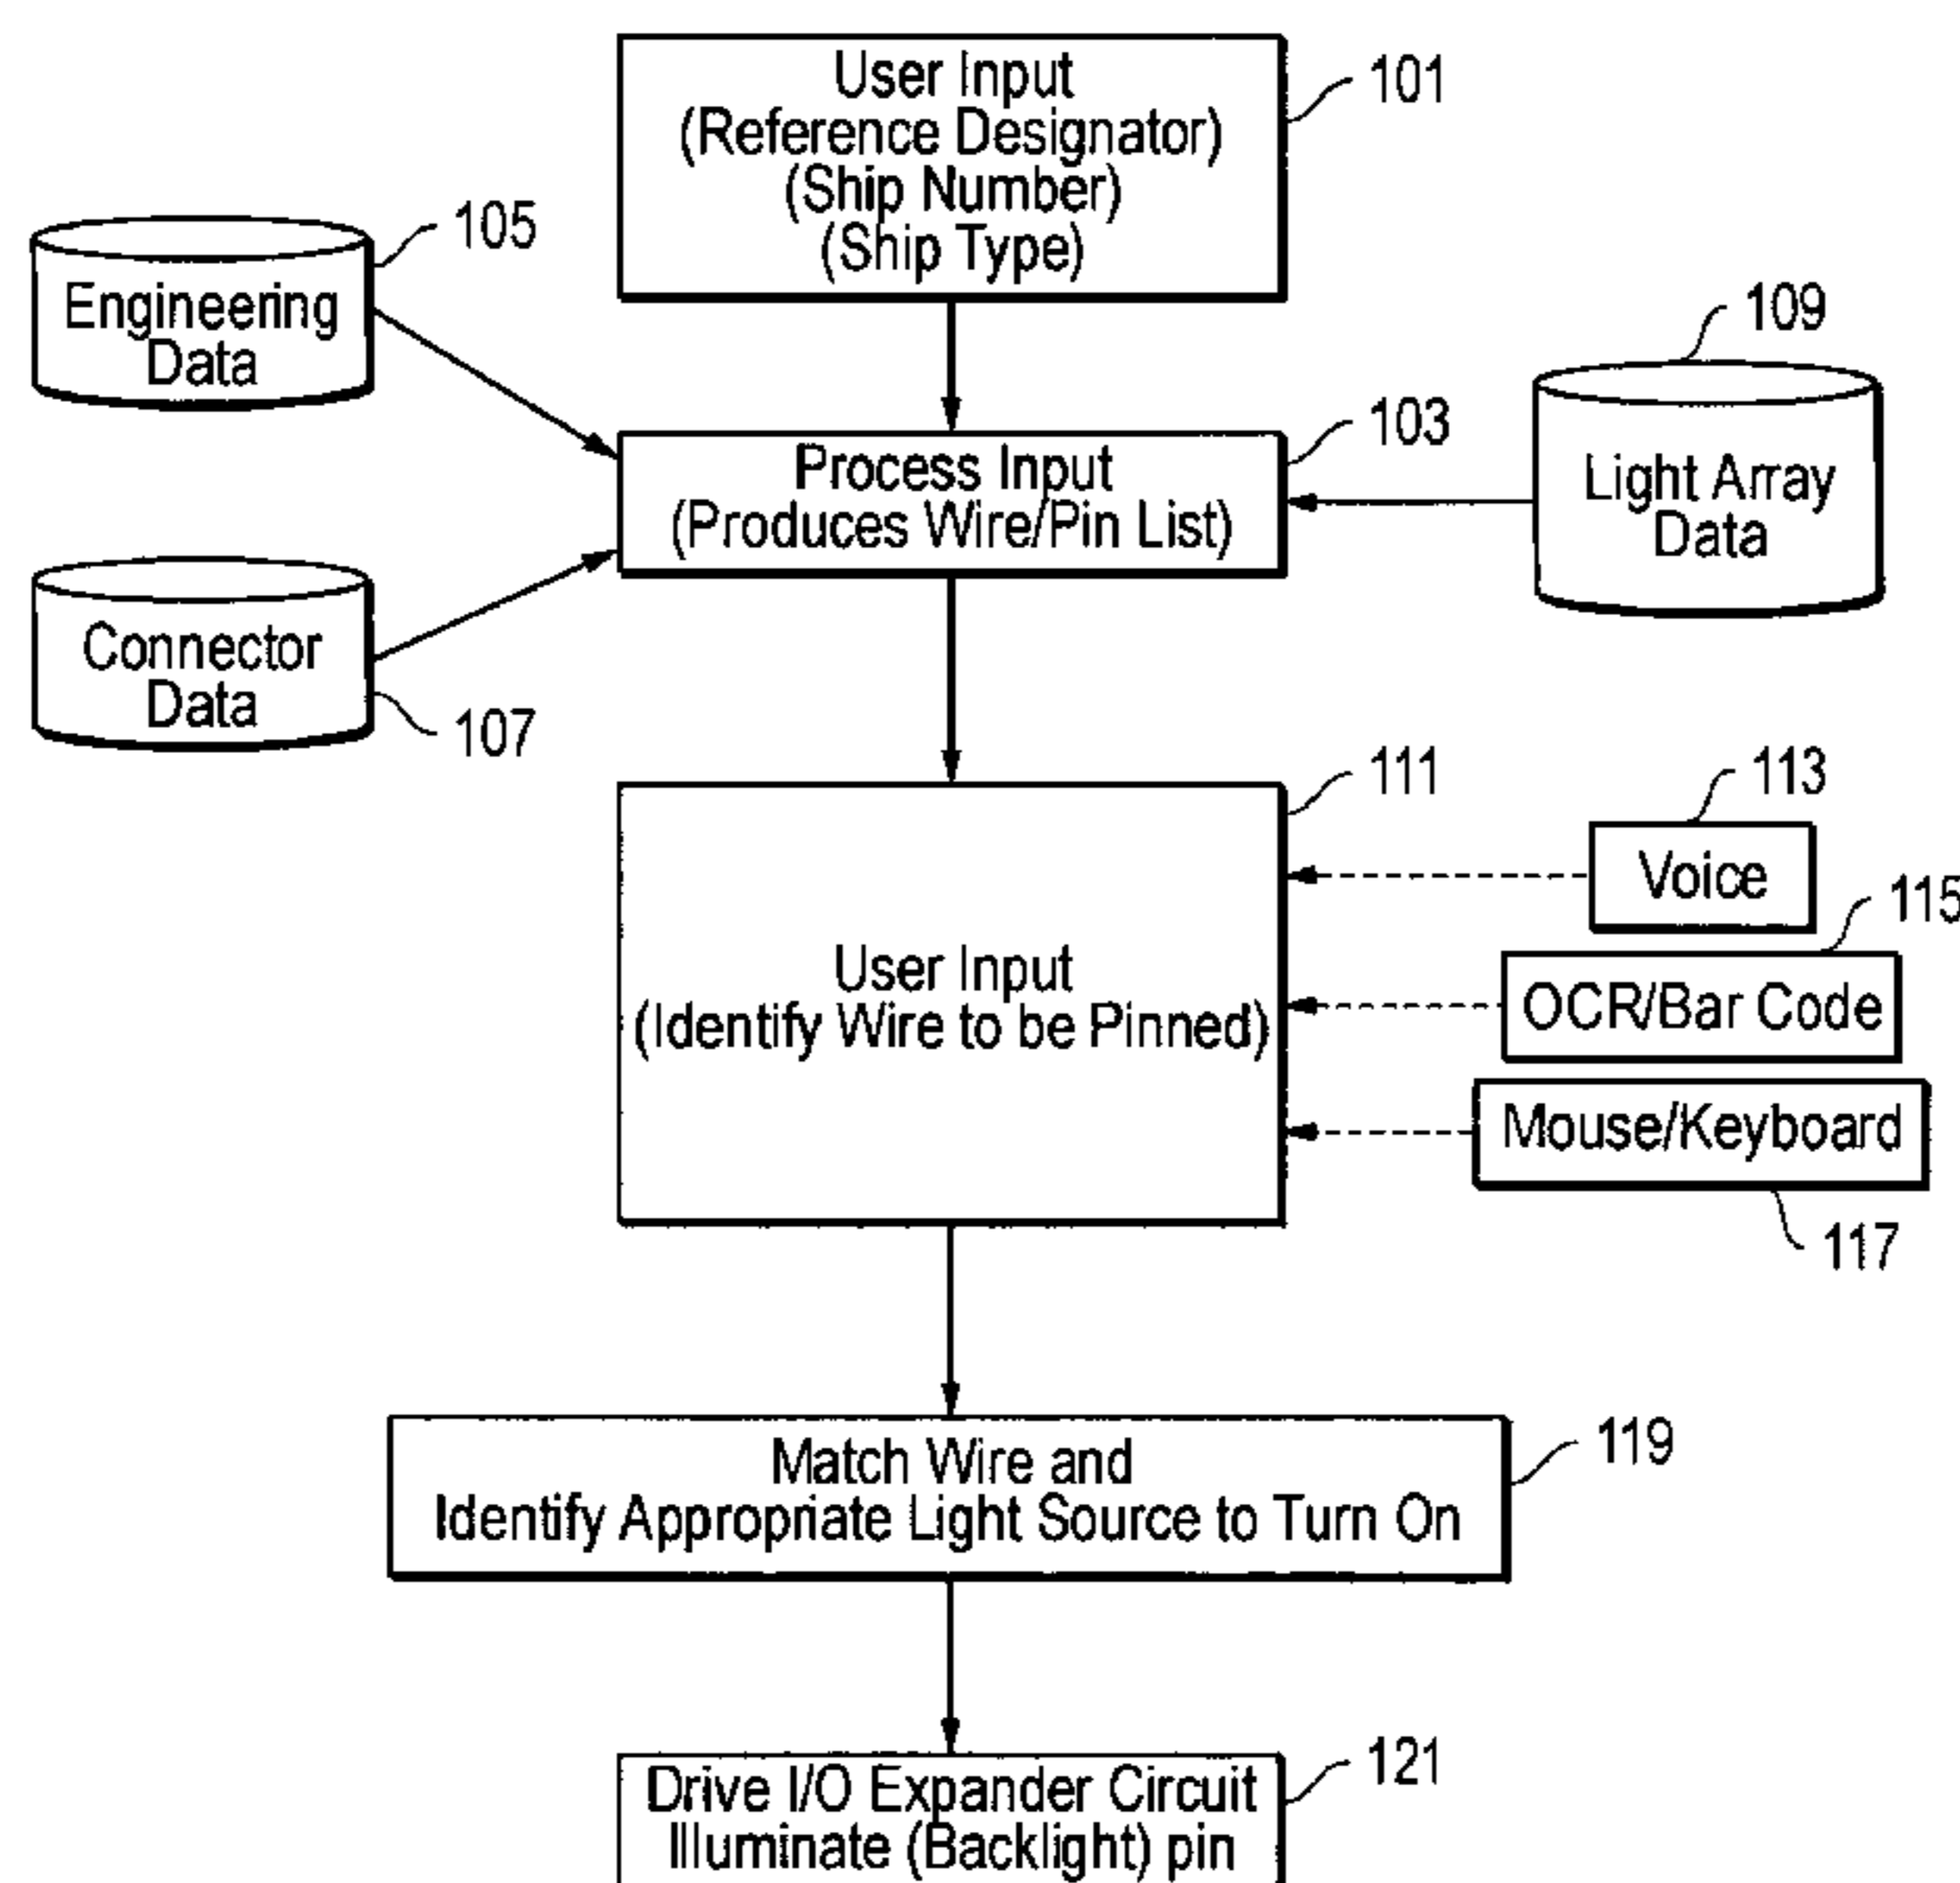 User Input
(Reference Designator)
(Ship Number)
(Ship Type)
101
105
Engineering
Data
109
Light Array
Data
103
Process Input
(Produces Wire/Pin List)
Connector
Data
107
111
User Input
(Identify Wire to be Pinned)
113
Voice
115
OCR/Bar Code
Mouse/Keyboard
117
119
Match Wire and
Identify Appropriate Light Source to Turn On
121
Drive I/O Expander Circuit
Illuminate (Backlight) pin